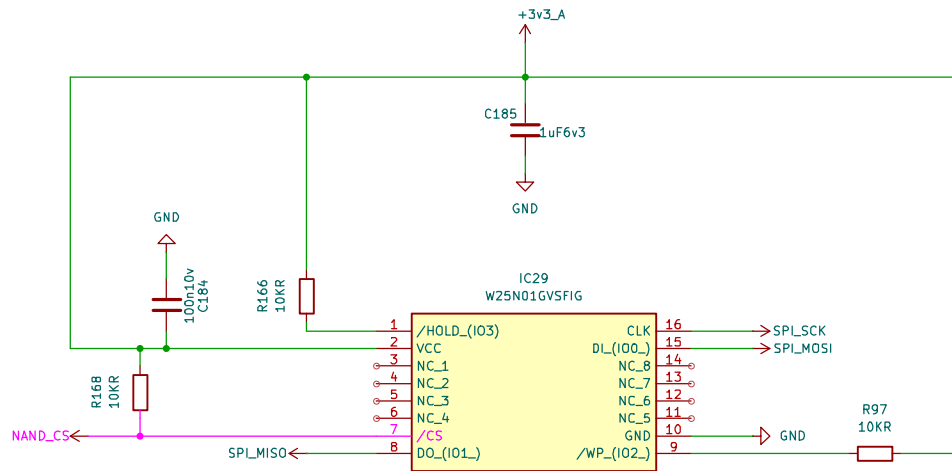 +3v3_A
C185
1uF6v3
GND
GND
100n10v
C184
R166
10KR
IC29
W25N01GVSFIG
1 /HOLD_(IO3)
2 VCC
3 NC_1
4 NC_2
5 NC_3
6 NC_4
7 /CS
8 DO_(IO1_)
CLK 16
DI_(IO0_) 15
NC_8 14
NC_7 13
NC_6 12
NC_5 11
GND 10
/WP_(IO2_) 9
SPI_SCK
SPI_MOSI
R168
10KR
NAND_CS
SPI_MISO
GND
R97
10KR